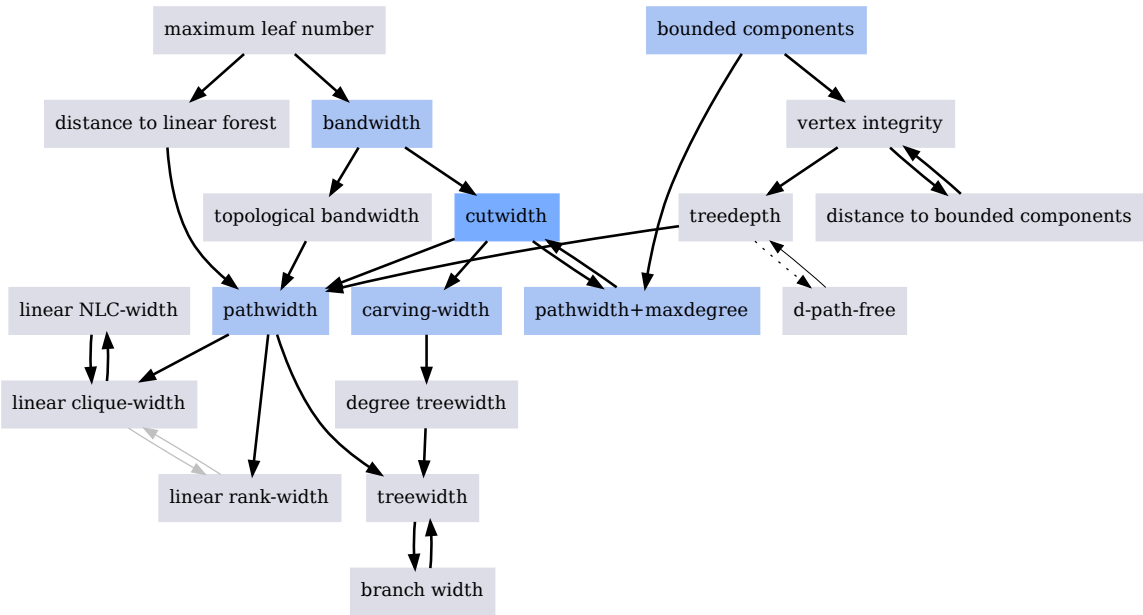 maximum leaf number
bounded components
distance to linear forest
bandwidth
vertex integrity
topological bandwidth
cutwidth
treedepth
distance to bounded components
linear NLC-width
pathwidth
carving-width
pathwidth+maxdegree
d-path-free
linear clique-width
degree treewidth
linear rank-width
treewidth
branch width